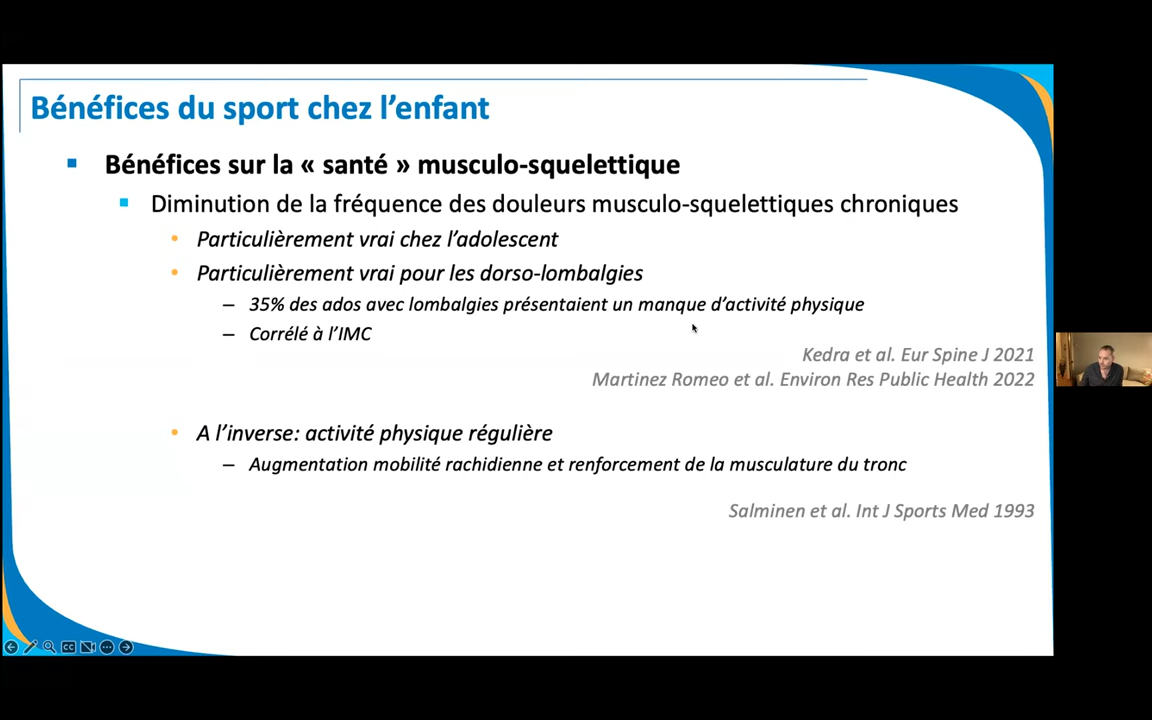 Bénéfices du sport chez l’enfant
Bénéfices sur la « santé » musculo-squelettique
Diminution de la fréquence des douleurs musculo-squelettiques chroniques
Particulièrement vrai chez l’adolescent
Particulièrement vrai pour les dorso-lombalgies
– 35% des ados avec lombalgies présentaient un manque d’activité physique
– Corrélé à l’IMC
Kedra et al. Eur Spine J 2021
Martinez Romeo et al. Environ Res Public Health 2022
A l’inverse: activité physique régulière
– Augmentation mobilité rachidienne et renforcement de la musculature du tronc
Salminen et al. Int J Sports Med 1993
CC